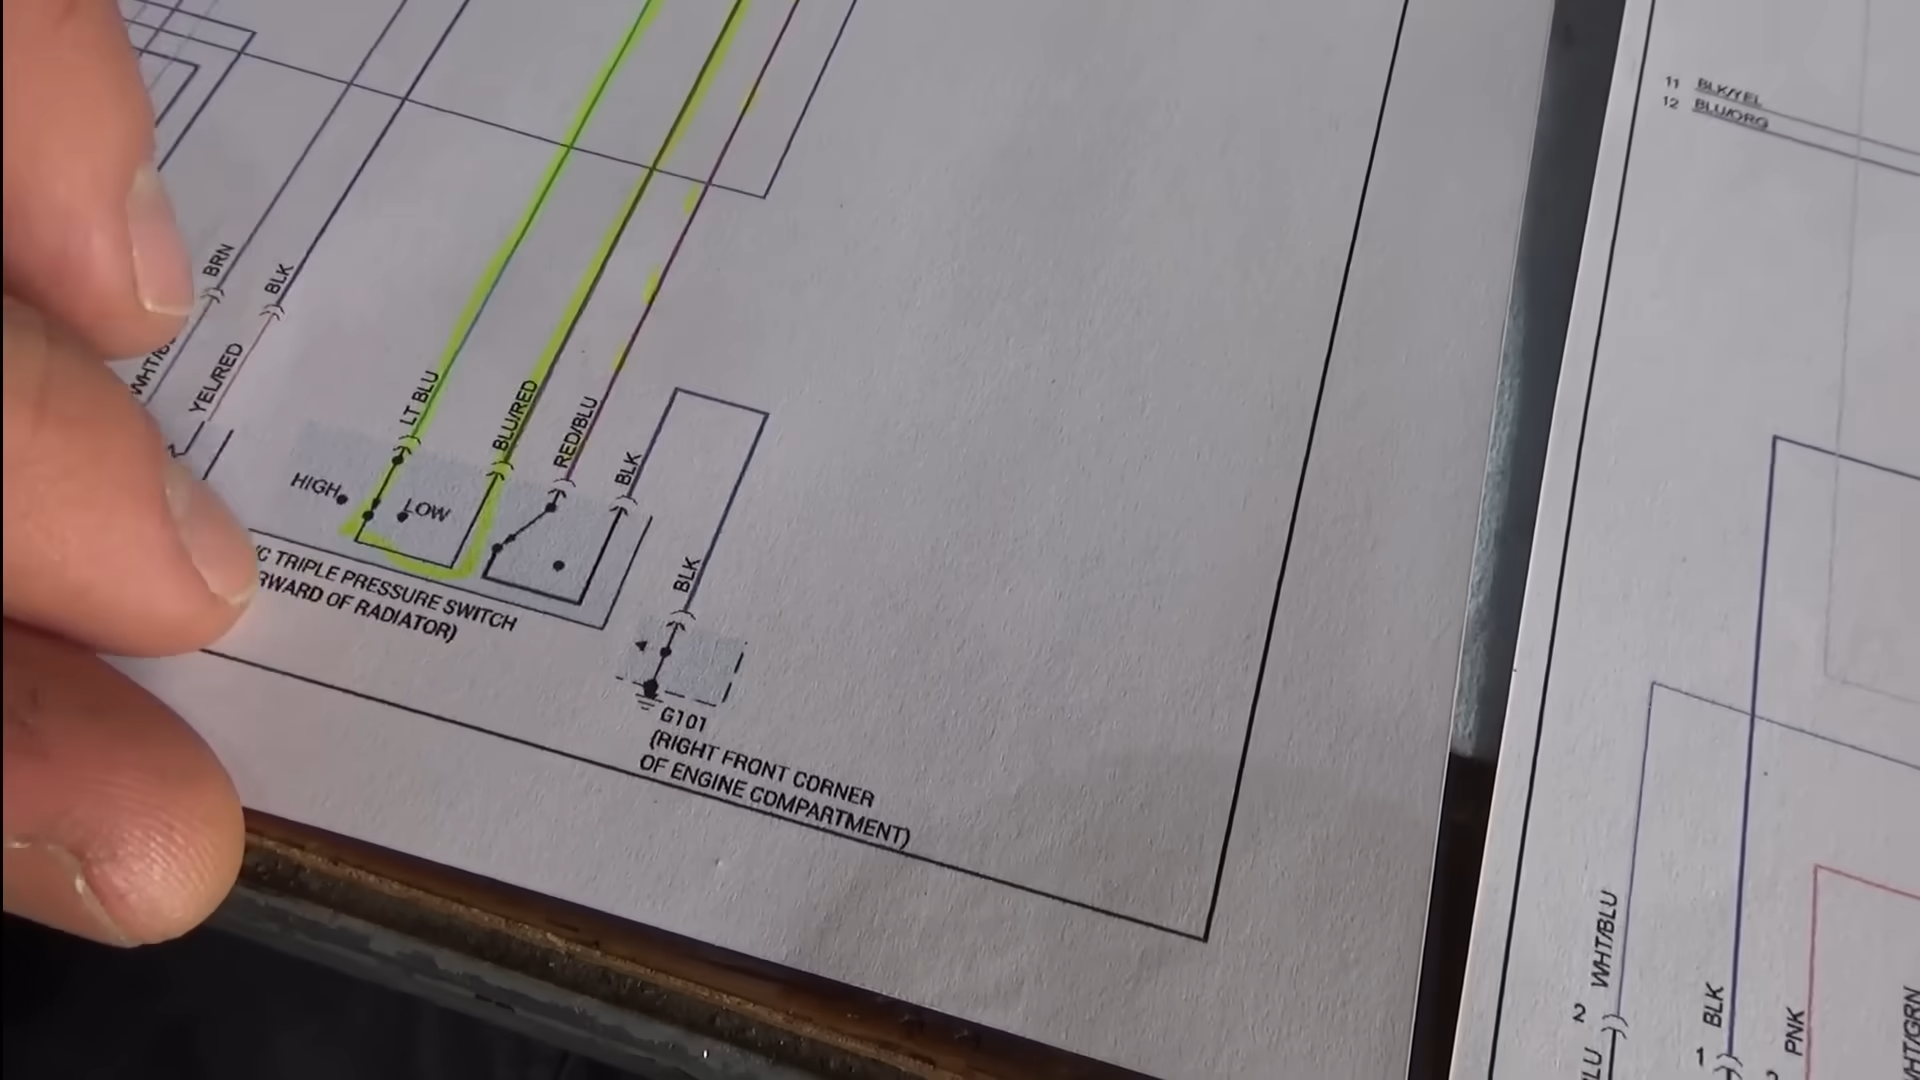 11 BLK/YEL
12 BLU/ORG
BRN
BLK
YEL/RED
LT BLU
BLU/RED
RED/BLU
BLK
HIGH
LOW
TRIPLE PRESSURE SWITCH
OF RADIATOR)
BLK
G101
(RIGHT FRONT CORNER
OF ENGINE COMPARTMENT)
WHT/BLU
2
BLK
1
PNK